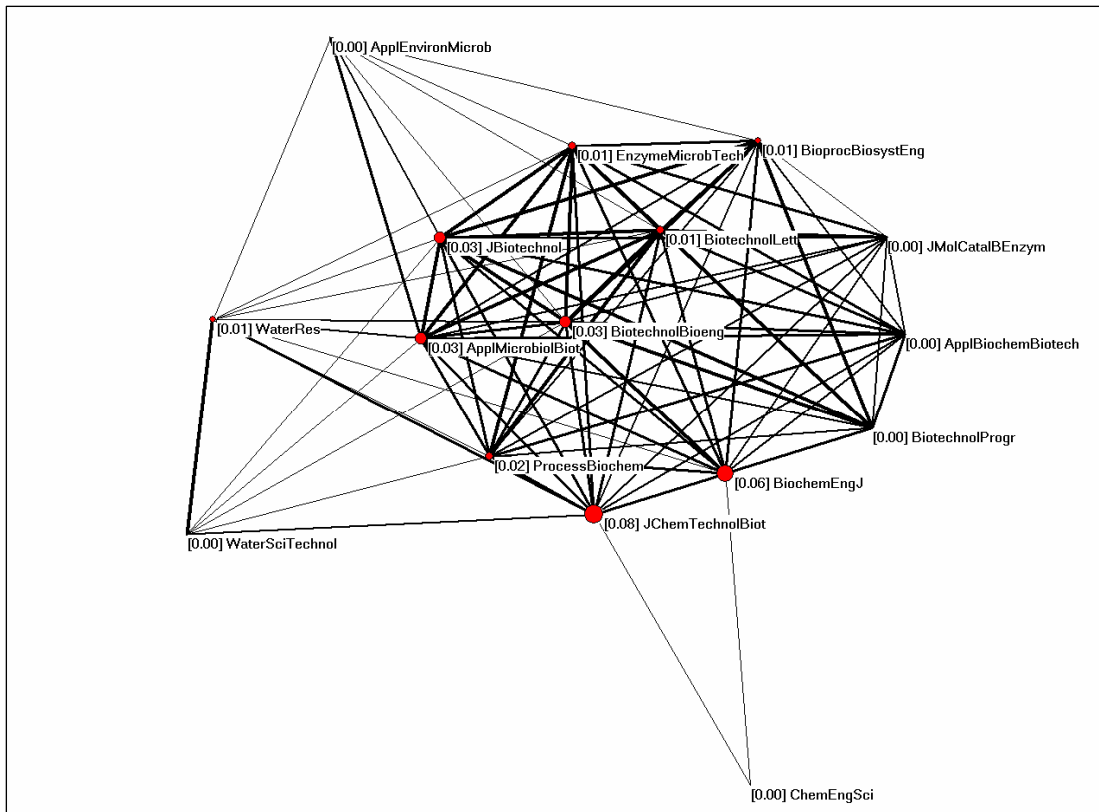 [0.00] ApplEnvironMicrob
[0.01] BioprocBiosystEng
[0.01] EnzymeMicrobTech
[0.01] BiotechnolLett
[0.03] JBiotechnol
[0.00] JMolCatalBEnzym
[0.01] WaterRes
[0.03] BiotechnolBioeng
[0.03] ApplMicrobiolBiot
[0.00] ApplBiochemBiotech
[0.00] BiotechnolProgr
[0.02] ProcessBiochem
[0.06] BiochemEngJ
[0.08] JChemTechnolBiot
[0.00] WaterSciTechnol
[0.00] ChemEngSci